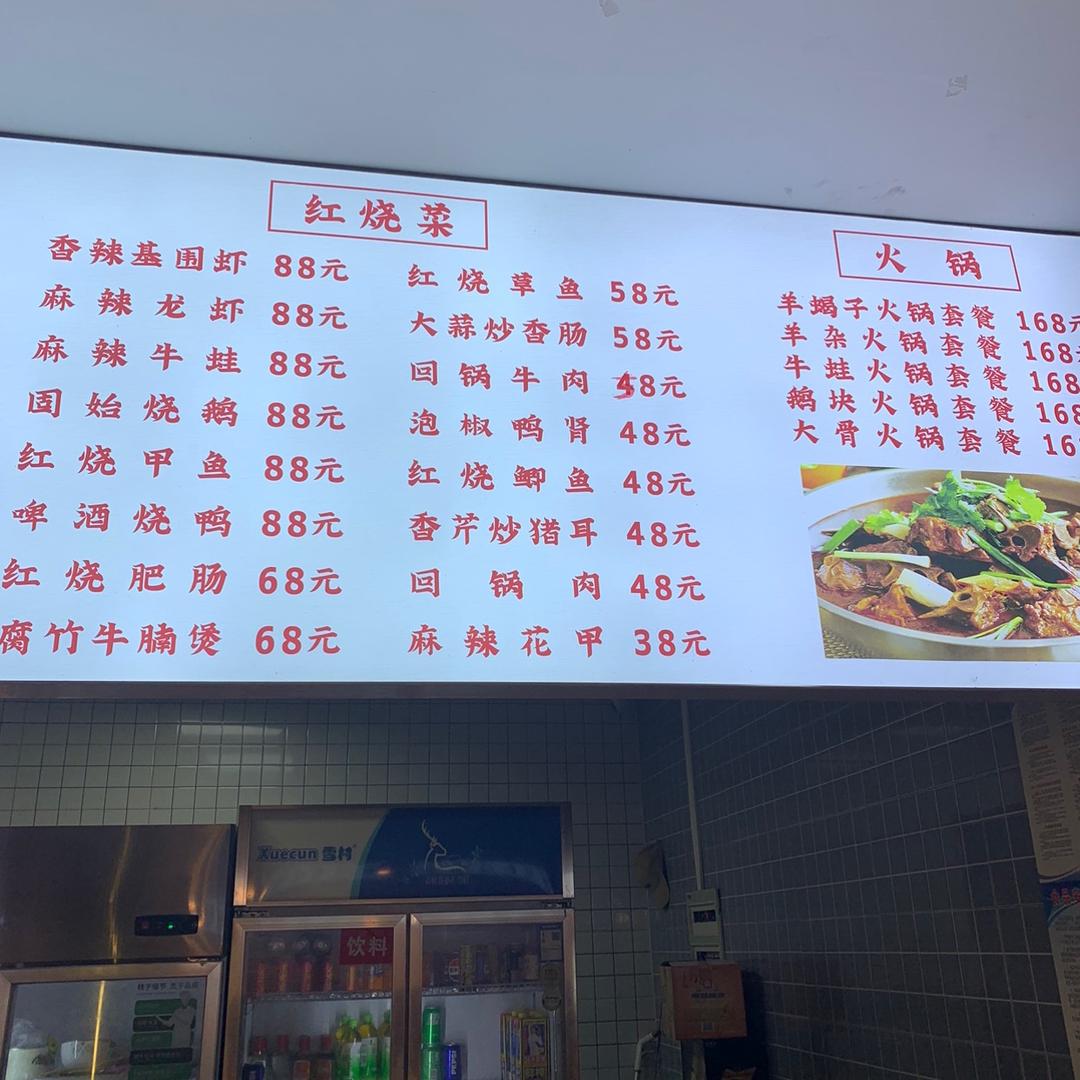 红烧菜
香辣基围虾 88元
麻辣龙虾 88元
麻辣牛蛙 88元
固始烧鹅 88元
红烧甲鱼 88元
啤酒烧鸭 88元
红烧肥肠 68元
腐竹牛腩煲 68元
红烧草鱼 58元
大蒜炒香肠 58元
回锅牛肉 48元
泡椒鸭肾 48元
红烧鲫鱼 48元
香芹炒猪耳 48元
回锅肉 48元
麻辣花甲 38元
火锅
羊蝎子火锅套餐 168元
羊杂火锅套餐 168
牛蛙火锅套餐 168
鹅块火锅套餐 168
大骨火锅套餐 16
Xuecun 雪村
饮料